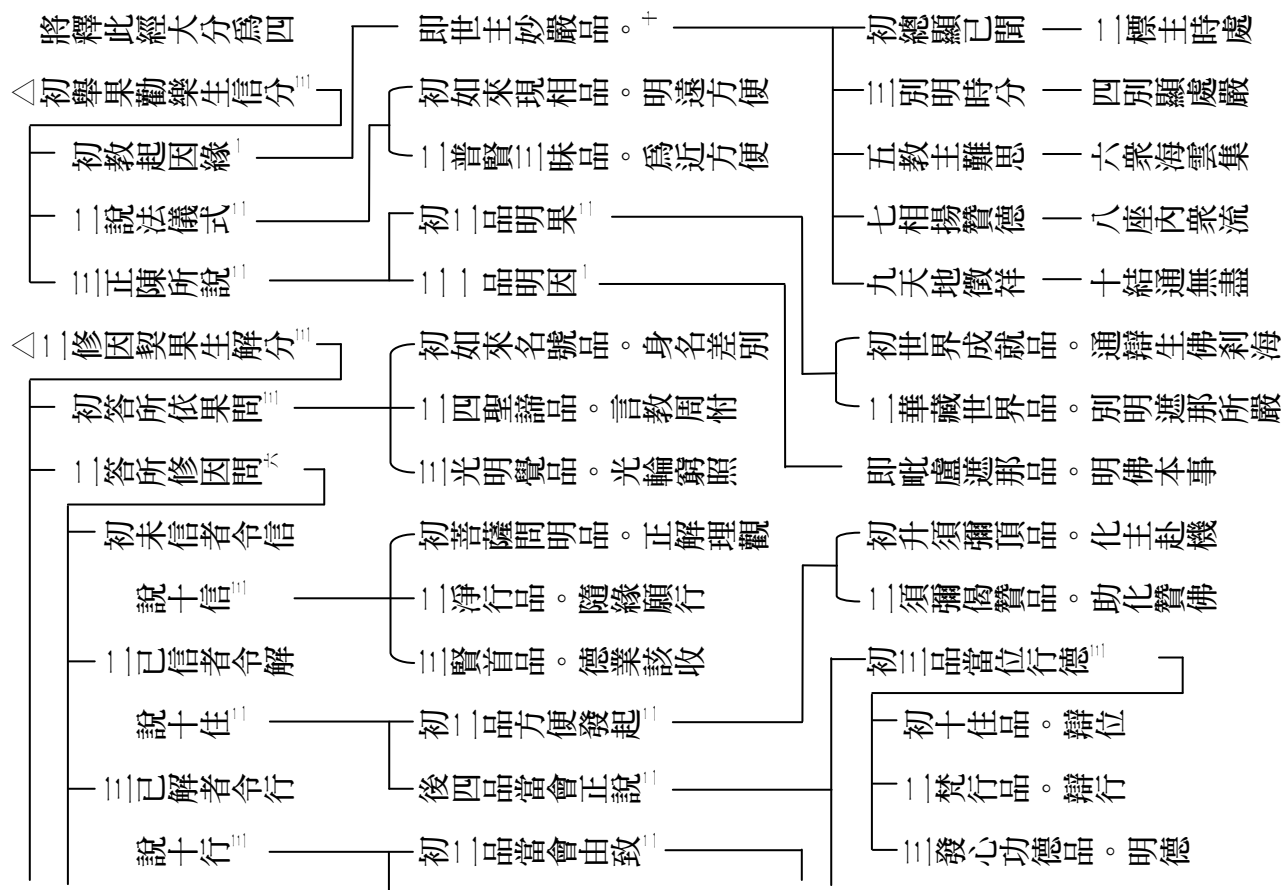 將釋此經大分爲四
即世主妙嚴品。十
初總顯已聞
二標主時處
△初舉果勸樂生信分三
初如來現相品。明遠方便
三別明時分
四別顯處嚴
初教起因緣一
二普賢三昧品。爲近方便
五教主難思
六衆海雲集
二說法儀式二
初二品明果二
七相揚贊德
八座內衆流
三正陳所說二
二一品明因一
九天地徵祥
十結通無盡
△二修因契果生解分三
初如來名號品。身名差別
初世界成就品。通辯生佛剎海
初答所依果問三
二四聖諦品。言教周咐
二華藏世界品。別明遮那所嚴
二答所修因問六
三光明覺品。光輪窮照
即毗盧遮那品。明佛本事
初未信者令信
初菩薩問明品。正解理觀
初升須彌頂品。化主赴機
說十信三
二淨行品。隨緣願行
二須彌偈贊品。助化贊佛
二已信者令解
三賢首品。德業該收
初三品當位行德三
說十住二
初二品方便發起二
初十住品。辯位
三已解者令行
後四品當會正說二
二梵行品。辯行
說十行三
初二品當會由致二
三發心功德品。明德